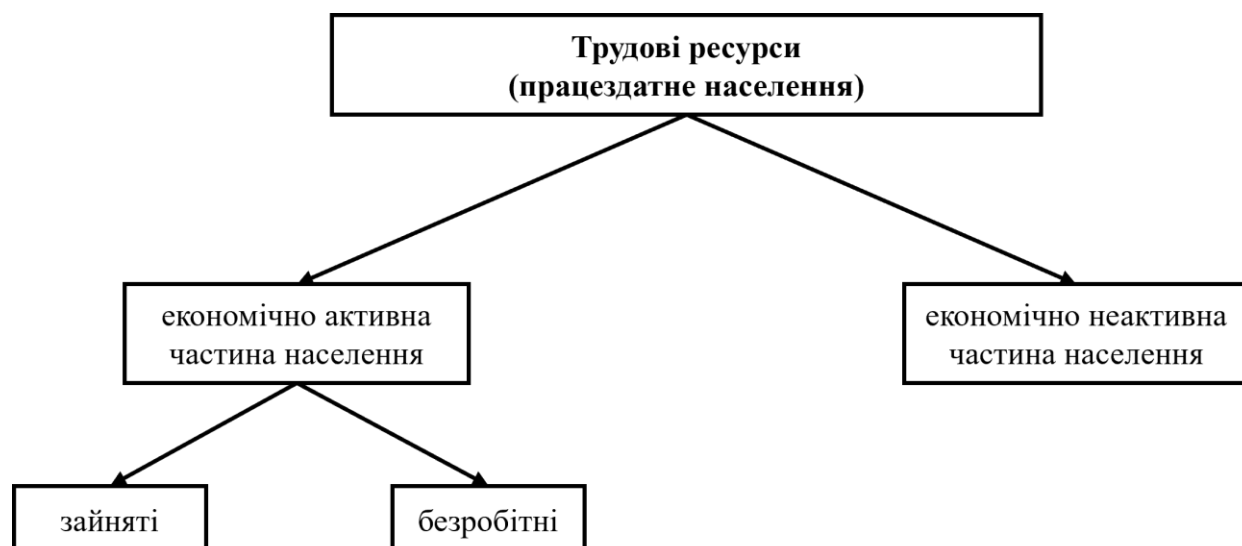 Трудові ресурси
(працездатне населення)
економічно активна
частина населення
економічно неактивна
частина населення
зайняті
безробітні